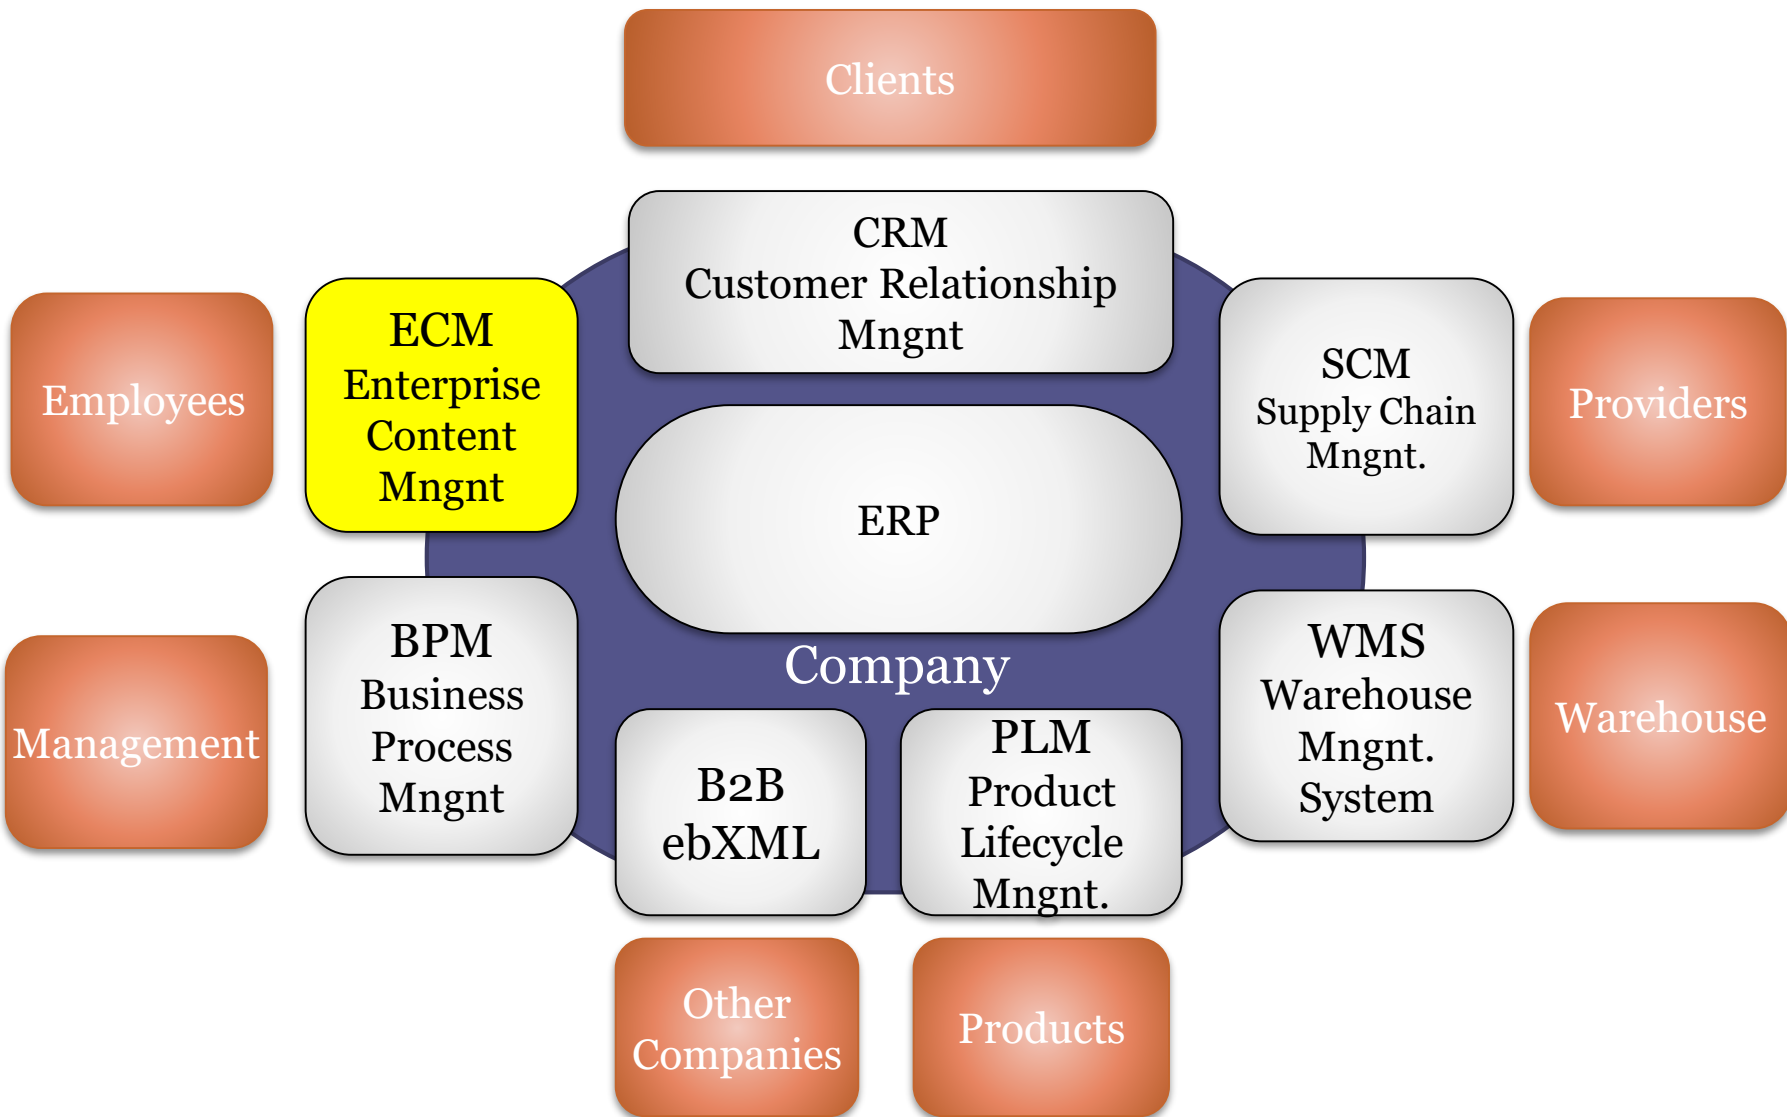 Clients
CRM
Customer Relationship
Mngnt
ECM
Enterprise
Content
Mngnt
Employees
SCM
Supply Chain
Mngnt.
Providers
ERP
Company
BPM
Business
Process
Mngnt
Management
WMS
Warehouse
Mngnt.
System
Warehouse
B2B
ebXML
PLM
Product
Lifecycle
Mngnt.
Other
Companies
Products